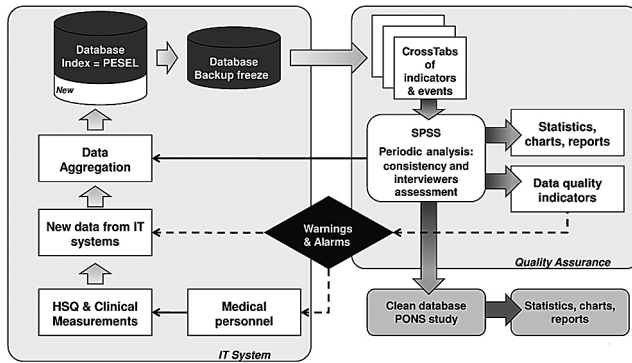 Database
Index = PESEL
New
Database
Backup freeze
CrossTabs
of
indicators
& events
SPSS
Periodic analysis:
consistency and
interviewers
assessment
Statistics,
charts, reports
Data
Aggregation
Data quality
indicators
New data from IT
systems
Warnings
& Alarms
Quality Assurance
HSQ & Clinical
Measurements
Medical
personnel
Clean database
PONS study
Statistics, charts,
reports
IT System